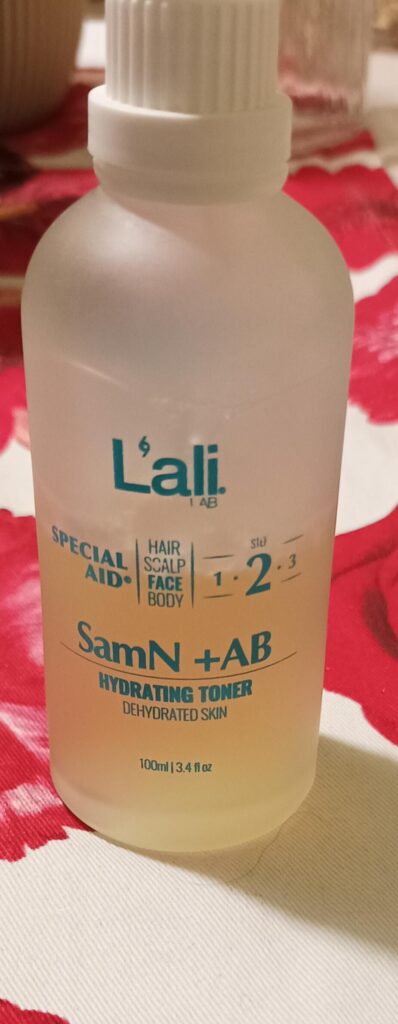 L'ali.
LAB
SPECIAL
AID®
HAIR
SCALP
FACE
BODY
1 · 2 · 3
SamN +AB
HYDRATING TONER
DEHYDRATED SKIN
100ml | 3.4 fl oz